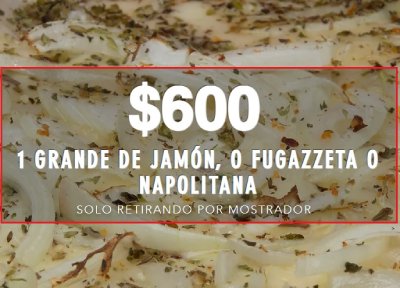 $600
1 GRANDE DE JAMÓN, O FUGAZZETA O
NAPOLITANA
SOLO RETIRANDO POR MOSTRADOR